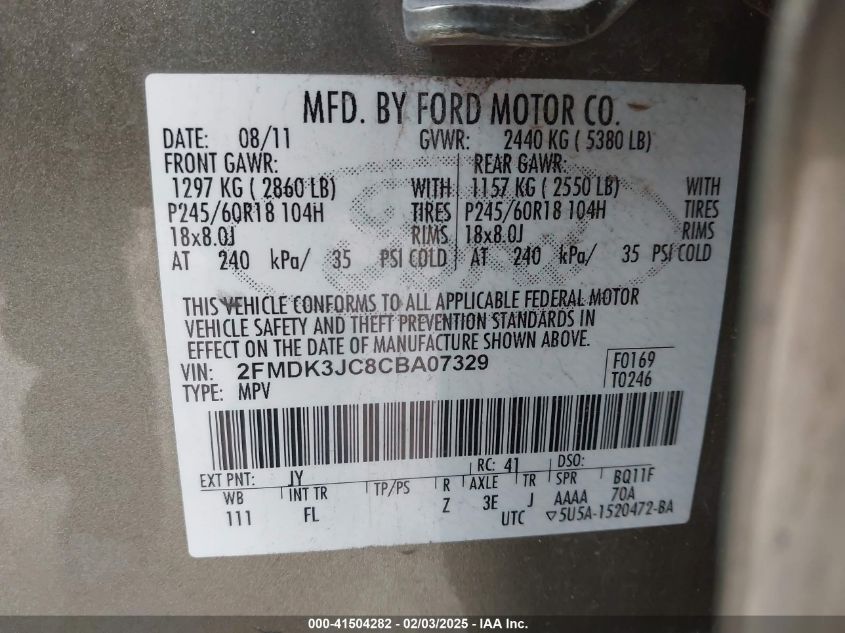 MFD. BY FORD MOTOR CO.
DATE: 08/11 GVWR: 2440 KG ( 5380 LB)
FRONT GAWR: REAR GAWR:
1297 KG ( 2860 LB) WITH 1157 KG ( 2550 LB) WITH
P245/60R18 104H TIRES P245/60R18 104H TIRES
18x8.0J RIMS 18x8.0J RIMS
AT 240 kPa/ 35 PSI COLD AT 240 kPa/ 35 PSI COLD
THIS VEHICLE CONFORMS TO ALL APPLICABLE FEDERAL MOTOR
VEHICLE SAFETY AND THEFT PREVENTION STANDARDS IN
EFFECT ON THE DATE OF MANUFACTURE SHOWN ABOVE.
VIN: 2FMDK3JC8CBA07329 F0169
TYPE: MPV T0246
EXT PNT: JY RC: 41 DSO:
WB INT TR TP/PS R AXLE TR SPR BQ11F
111 FL Z 3E J AAAA 70A
UTC ▽5U5A-1520472-BA
000-41504282 - 02/03/2025 - IAA Inc.